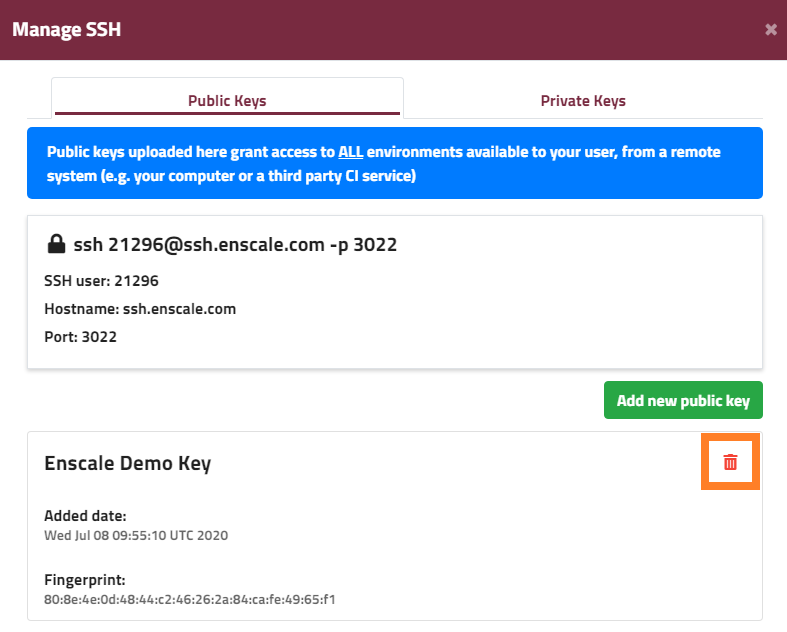 Manage SSH
Public Keys
Private Keys
Public keys uploaded here grant access to ALL environments available to your user, from a remote
system (e.g. your computer or a third party CI service)
ssh 21296@ssh.enscale.com -p 3022
SSH user: 21296
Hostname: ssh.enscale.com
Port: 3022
Add new public key
Enscale Demo Key
Added date:
Wed Jul 08 09:55:10 UTC 2020
Fingerprint:
80:8e:4e:0d:48:44:c2:46:26:2a:84:ca:fe:49:65:f1